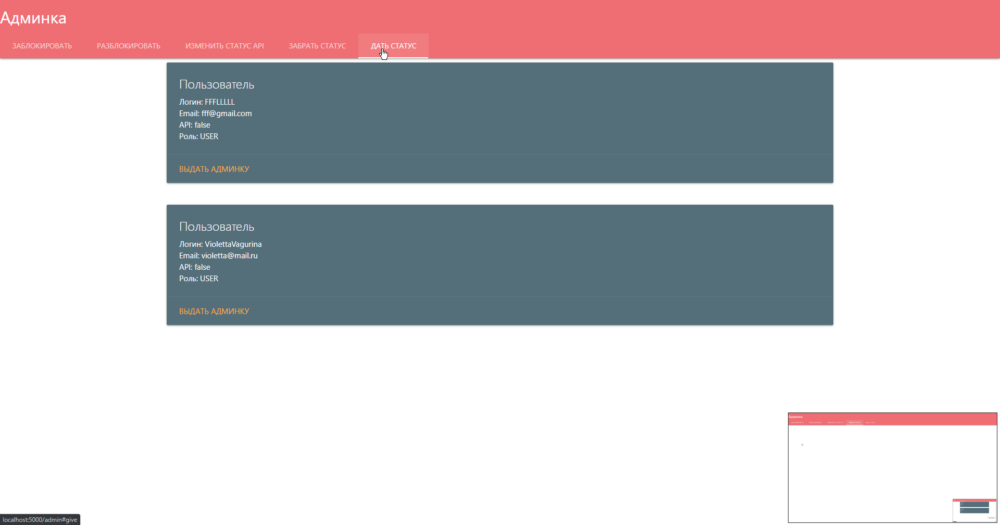 Админка
ЗАБЛОКИРОВАТЬ РАЗБЛОКИРОВАТЬ ИЗМЕНИТЬ СТАТУС API ЗАБРАТЬ СТАТУС ДАТЬ СТАТУС
Пользователь
Логин: FFFLLLLL
Email: fff@gmail.com
API: false
Роль: USER
ВЫДАТЬ АДМИНКУ
Пользователь
Логин: ViolettaVagurina
Email: violetta@mail.ru
API: false
Роль: USER
ВЫДАТЬ АДМИНКУ
Админка
localhost:5000/admin#give